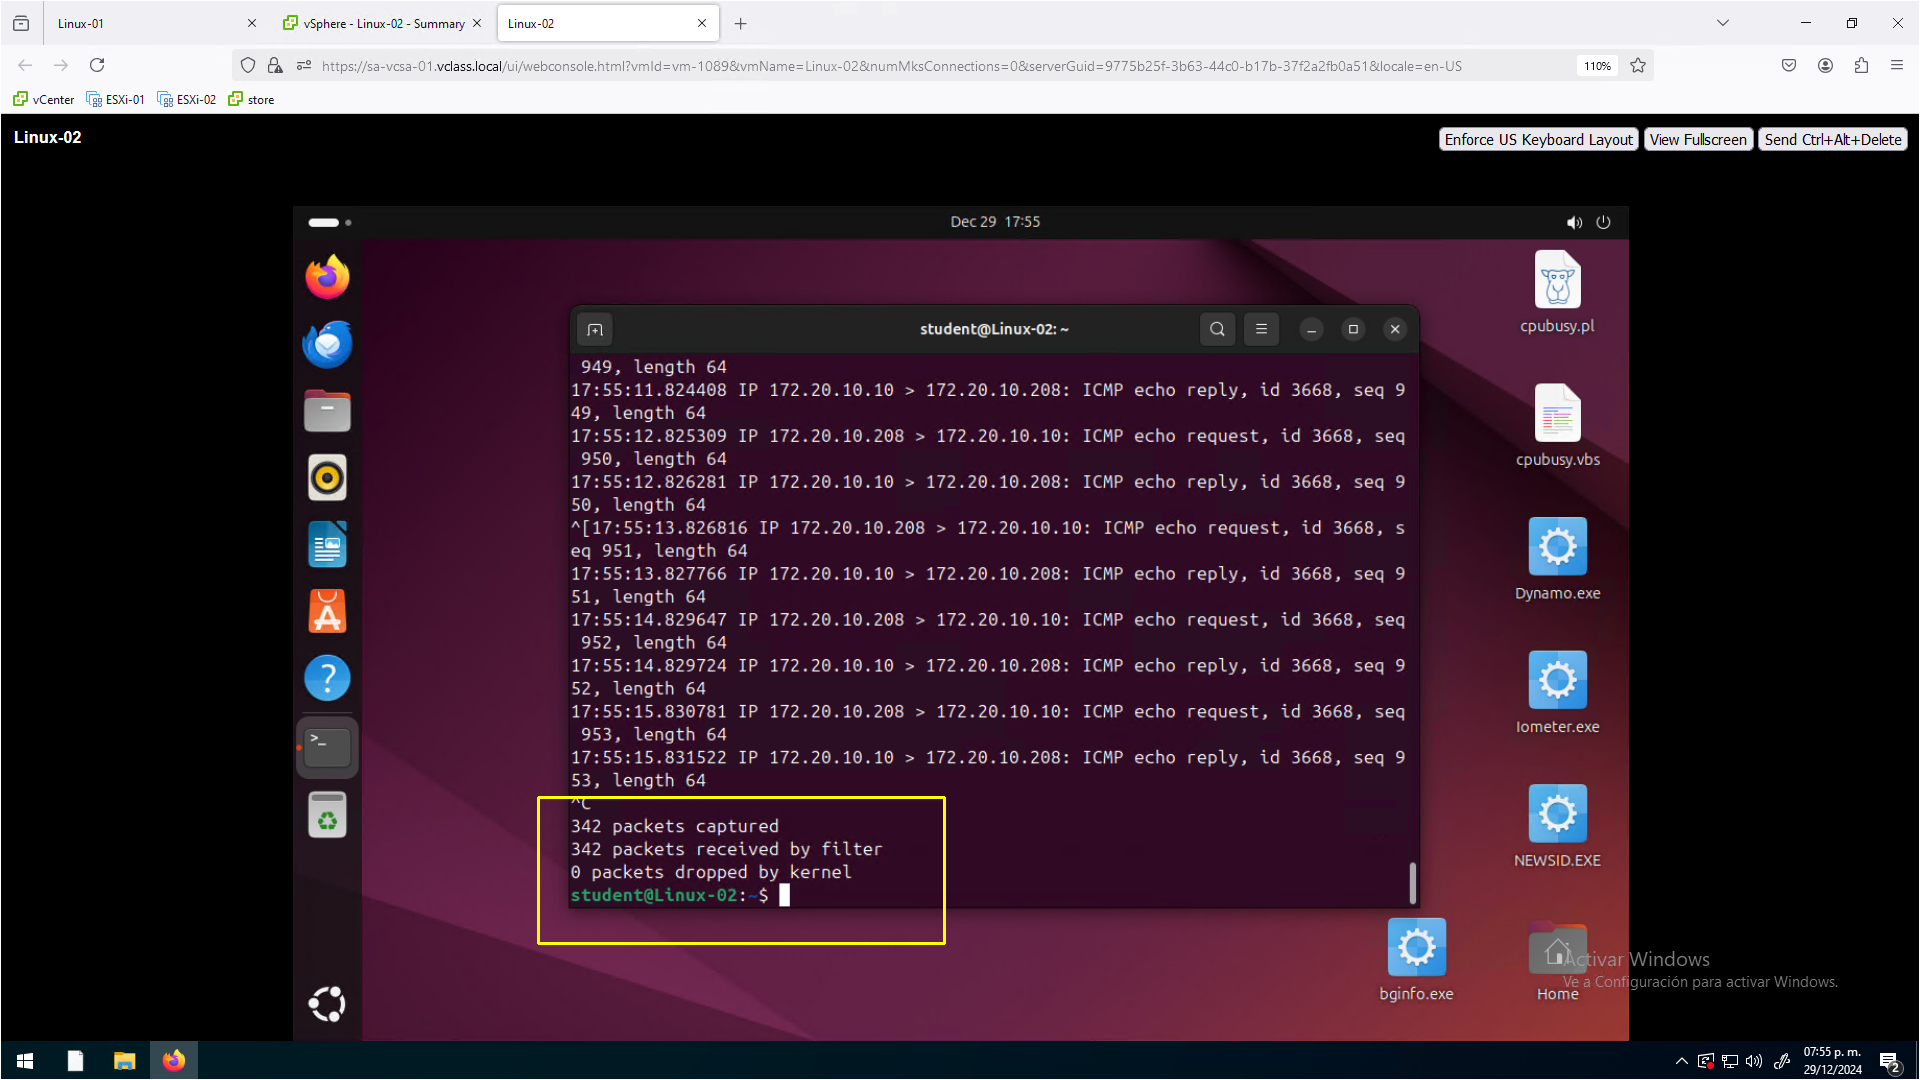 Linux-01
vSphere - Linux-02 - Summary
Linux-02
https://sa-vcsa-01.vclass.local/ui/webconsole.html?vmId=vm-1089&vmName=Linux-02&numMksConnections=0&serverGuid=9775b25f-3b63-44c0-b17b-37f2a2fb0a51&locale=en-US
110%
vCenter
ESXi-01
ESXi-02
store
Linux-02
Enforce US Keyboard Layout
View Fullscreen
Send Ctrl+Alt+Delete
Dec 29 17:55
student@Linux-02: ~
949, length 64
17:55:11.824408 IP 172.20.10.10 > 172.20.10.208: ICMP echo reply, id 3668, seq 9
49, length 64
17:55:12.825309 IP 172.20.10.208 > 172.20.10.10: ICMP echo request, id 3668, seq
950, length 64
17:55:12.826281 IP 172.20.10.10 > 172.20.10.208: ICMP echo reply, id 3668, seq 9
50, length 64
^[17:55:13.826816 IP 172.20.10.208 > 172.20.10.10: ICMP echo request, id 3668, s
eq 951, length 64
17:55:13.827766 IP 172.20.10.10 > 172.20.10.208: ICMP echo reply, id 3668, seq 9
51, length 64
17:55:14.829647 IP 172.20.10.208 > 172.20.10.10: ICMP echo request, id 3668, seq
952, length 64
17:55:14.829724 IP 172.20.10.10 > 172.20.10.208: ICMP echo reply, id 3668, seq 9
52, length 64
17:55:15.830781 IP 172.20.10.208 > 172.20.10.10: ICMP echo request, id 3668, seq
953, length 64
17:55:15.831522 IP 172.20.10.10 > 172.20.10.208: ICMP echo reply, id 3668, seq 9
53, length 64
^C
342 packets captured
342 packets received by filter
0 packets dropped by kernel
student@Linux-02:~$
cpubusy.pl
cpubusy.vbs
Dynamo.exe
Iometer.exe
NEWSID.EXE
bginfo.exe
Home
Activar Windows
Ve a Configuración para activar Windows.
07:55 p. m.
29/12/2024
2